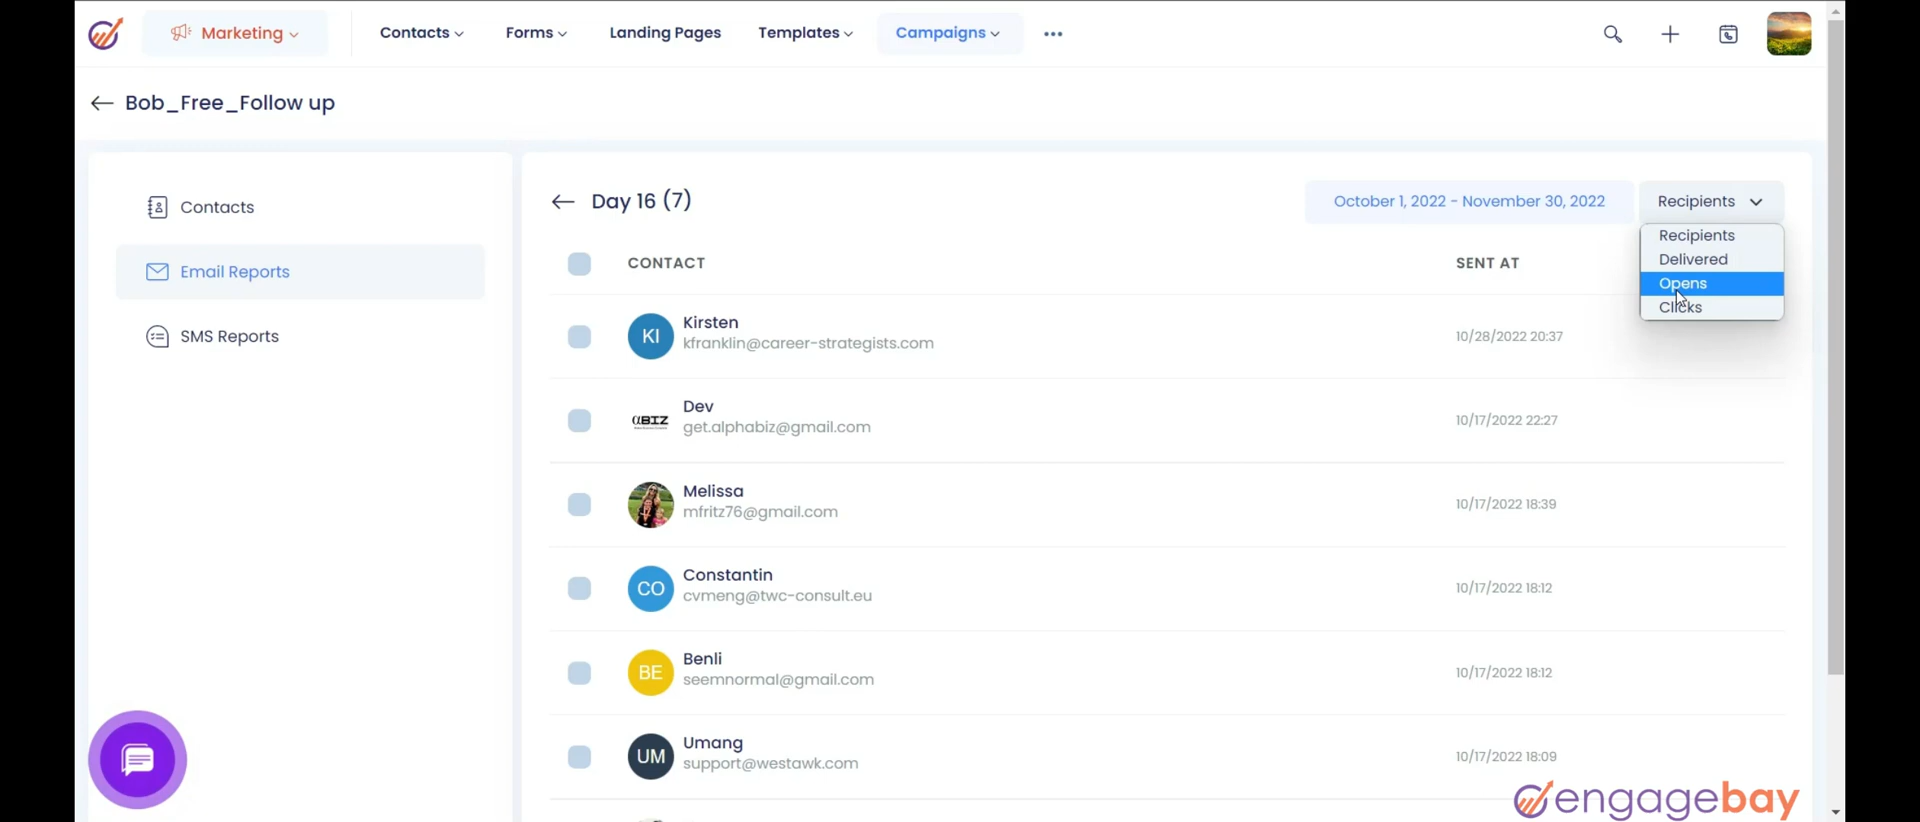 Marketing
Contacts
Forms
Landing Pages
Templates
Campaigns
Bob_Free_Follow up
Contacts
Email Reports
SMS Reports
Day 16 (7)
October 1, 2022 - November 30, 2022
Recipients
Recipients
Delivered
Opens
Clicks
CONTACT
SENT AT
KI
Kirsten
kfranklin@career-strategists.com
10/28/2022 20:37
αBIZ
Dev
get.alphabiz@gmail.com
10/17/2022 22:27
Melissa
mfritz76@gmail.com
10/17/2022 18:39
CO
Constantin
cvmeng@twc-consult.eu
10/17/2022 18:12
BE
Benli
seemnormal@gmail.com
10/17/2022 18:12
UM
Umang
support@westawk.com
10/17/2022 18:09
engagebay